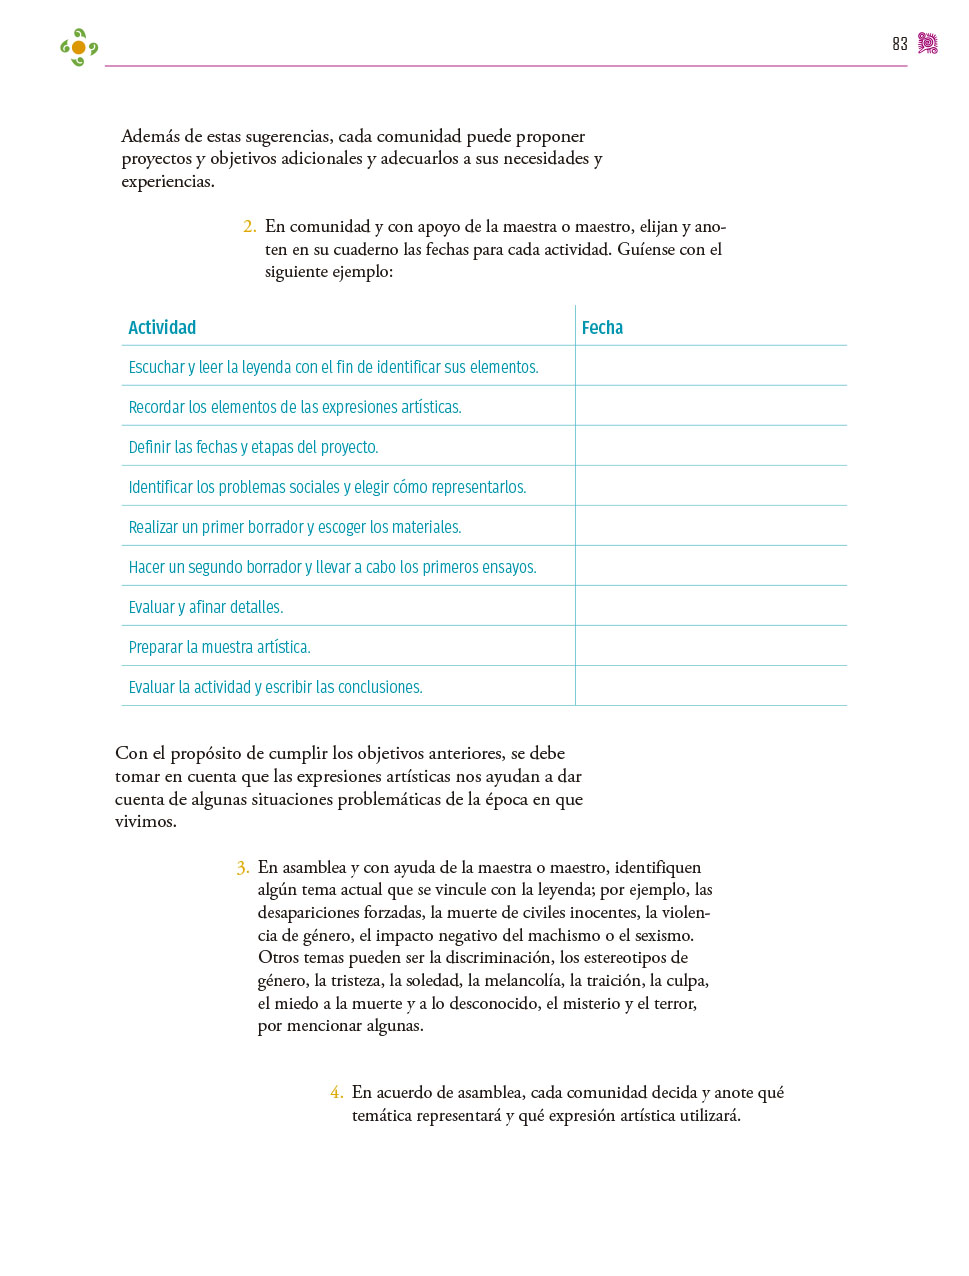 83
Además de estas sugerencias, cada comunidad puede proponer
proyectos y objetivos adicionales y adecuarlos a sus necesidades y
experiencias.
2. En comunidad y con apoyo de la maestra o maestro, elijan y ano-
ten en su cuaderno las fechas para cada actividad. Guíense con el
siguiente ejemplo:
Actividad Fecha
Escuchar y leer la leyenda con el fin de identificar sus elementos.
Recordar los elementos de las expresiones artísticas.
Definir las fechas y etapas del proyecto.
Identificar los problemas sociales y elegir cómo representarlos.
Realizar un primer borrador y escoger los materiales.
Hacer un segundo borrador y llevar a cabo los primeros ensayos.
Evaluar y afinar detalles.
Preparar la muestra artística.
Evaluar la actividad y escribir las conclusiones.
Con el propósito de cumplir los objetivos anteriores, se debe
tomar en cuenta que las expresiones artísticas nos ayudan a dar
cuenta de algunas situaciones problemáticas de la época en que
vivimos.
3. En asamblea y con ayuda de la maestra o maestro, identifiquen
algún tema actual que se vincule con la leyenda; por ejemplo, las
desapariciones forzadas, la muerte de civiles inocentes, la violen-
cia de género, el impacto negativo del machismo o el sexismo.
Otros temas pueden ser la discriminación, los estereotipos de
género, la tristeza, la soledad, la melancolía, la traición, la culpa,
el miedo a la muerte y a lo desconocido, el misterio y el terror,
por mencionar algunas.
4. En acuerdo de asamblea, cada comunidad decida y anote qué
temática representará y qué expresión artística utilizará.